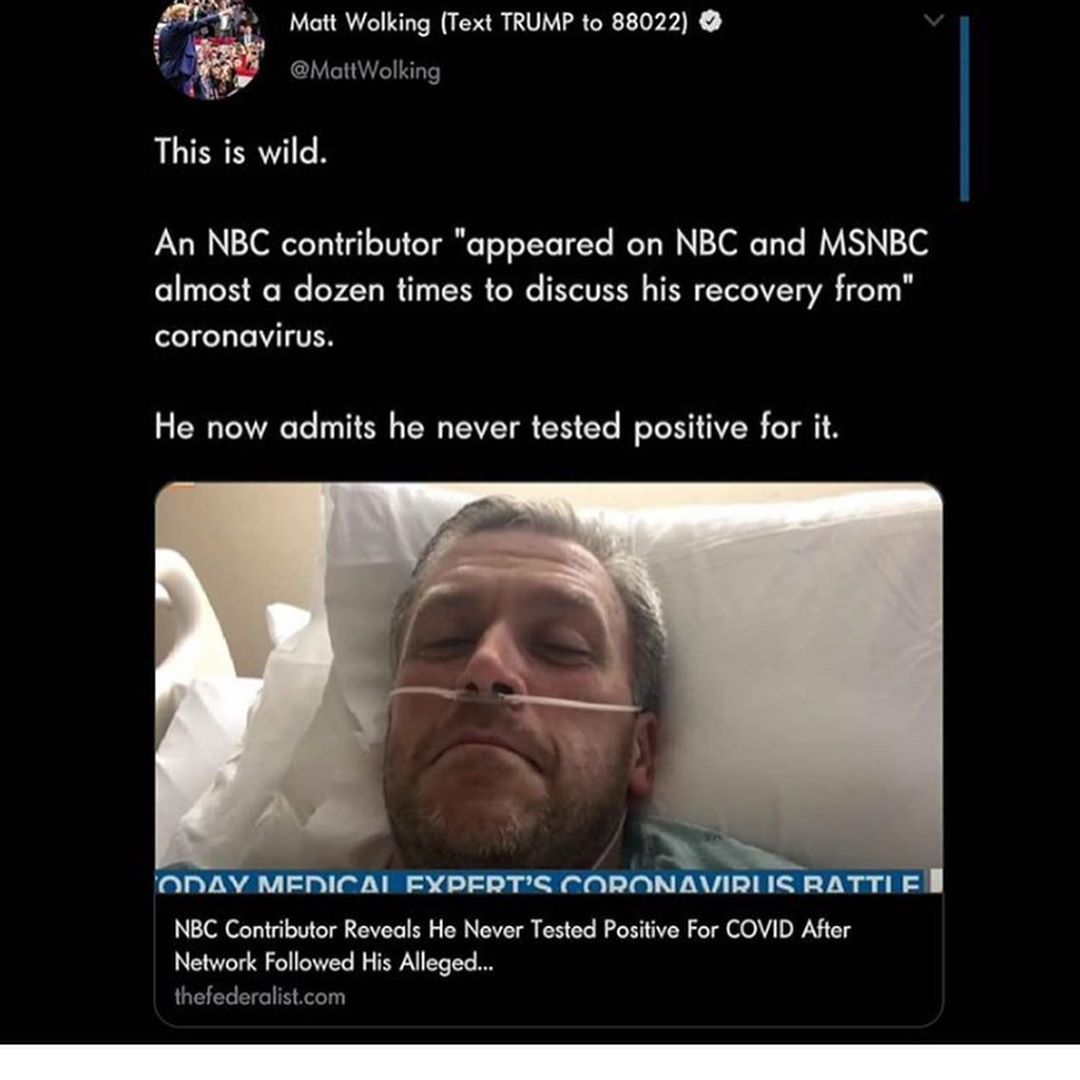 Matt Wolking (Text TRUMP to 88022)
@MattWolking
This is wild.
An NBC contributor "appeared on NBC and MSNBC
almost a dozen times to discuss his recovery from"
coronavirus.
He now admits he never tested positive for it.
ODAY MEDICAL EXPERT'S CORONAVIRUS BATTLE
NBC Contributor Reveals He Never Tested Positive For COVID After
Network Followed His Alleged...
thefederalist.com